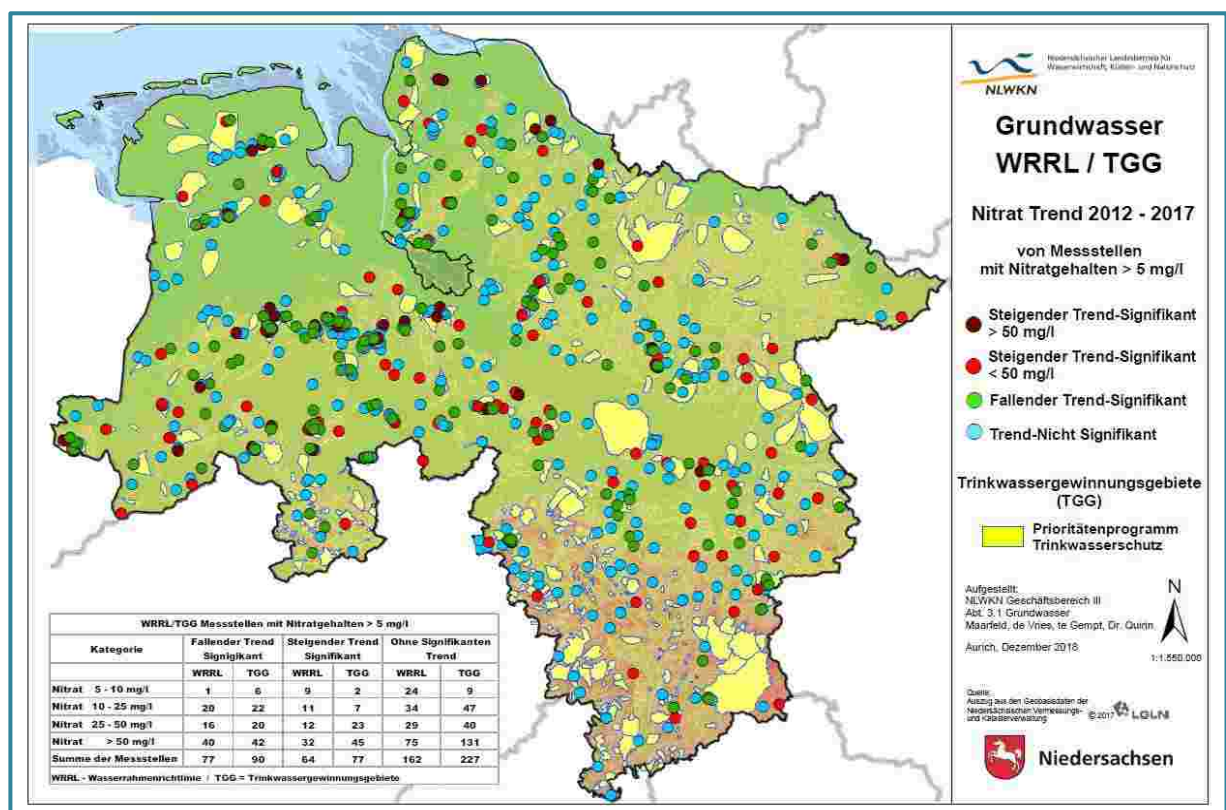 Niedersächsischer Landesbetrieb für
Wasserwirtschaft, Küsten- und Naturschutz
NLWKN
Grundwasser
WRRL / TGG
Nitrat Trend 2012 - 2017
von Messstellen
mit Nitratgehalten > 5 mg/l
Steigender Trend-Signifikant
> 50 mg/l
Steigender Trend-Signifikant
< 50 mg/l
Fallender Trend-Signifikant
Trend-Nicht Signifikant
Trinkwassergewinnungsgebiete
(TGG)
Prioritätenprogramm
Trinkwasserschutz
Aufgestellt:
NLWKN Geschäftsbereich III
Abt. 3.1 Grundwasser
Maarfeld, de Vries, te Gempt, Dr. Quirin
Aurich, Dezember 2018
N
1:1.550.000
Quelle:
Auszug aus den Geobasisdaten der
Niedersächsischen Vermessungs-
und Katasterverwaltung
© 2017 LGLN
Niedersachsen
WRRL/TGG Messstellen mit Nitratgehalten > 5 mg/l
Kategorie Fallender Trend Signigikant Steigender Trend Signifikant Ohne Signifikanten Trend
WRRL TGG WRRL TGG WRRL TGG
Nitrat 5 - 10 mg/l 1 6 9 2 24 9
Nitrat 10 - 25 mg/l 20 22 11 7 34 47
Nitrat 25 - 50 mg/l 16 20 12 23 29 40
Nitrat > 50 mg/l 40 42 32 45 75 131
Summe der Messstellen 77 90 64 77 162 227
WRRL - Wasserrahmenrichtlinie / TGG = Trinkwassergewinnungsgebiete